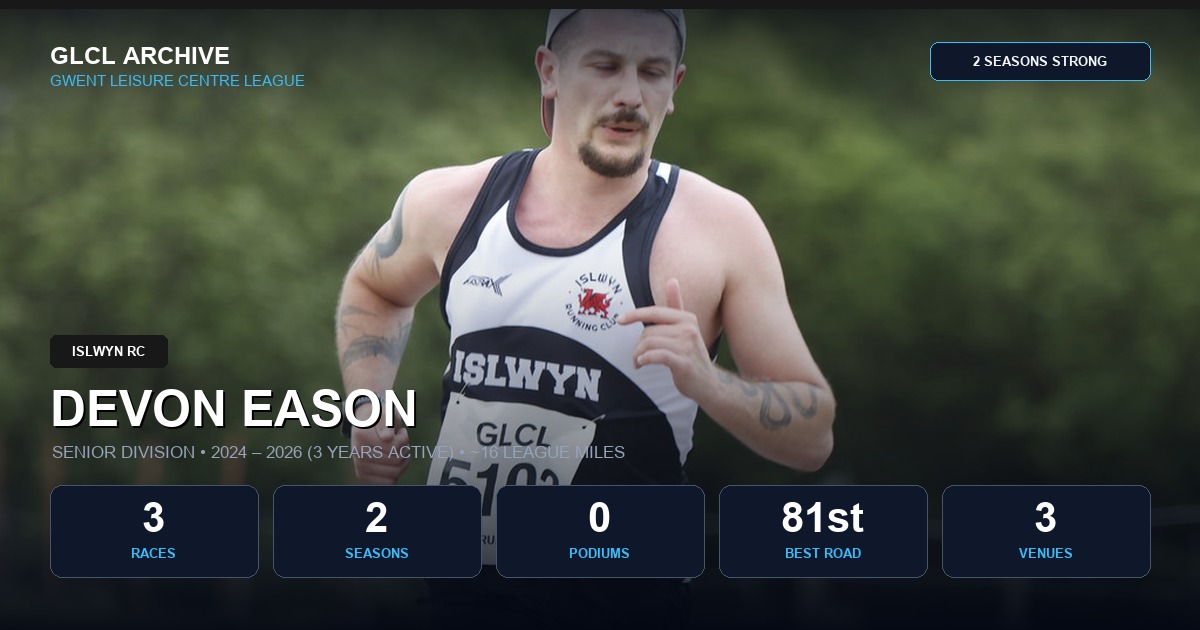 GLCL ARCHIVE
GWENT LEISURE CENTRE LEAGUE
2 SEASONS STRONG
ISLWYN
RUNNING CLUB
ISLWYN
GLCL
ISLWYN RC
DEVON EASON
SENIOR DIVISION • 2024 – 2026 (3 YEARS ACTIVE) • ~16 LEAGUE MILES
3
RACES
2
SEASONS
0
PODIUMS
81st
BEST ROAD
3
VENUES